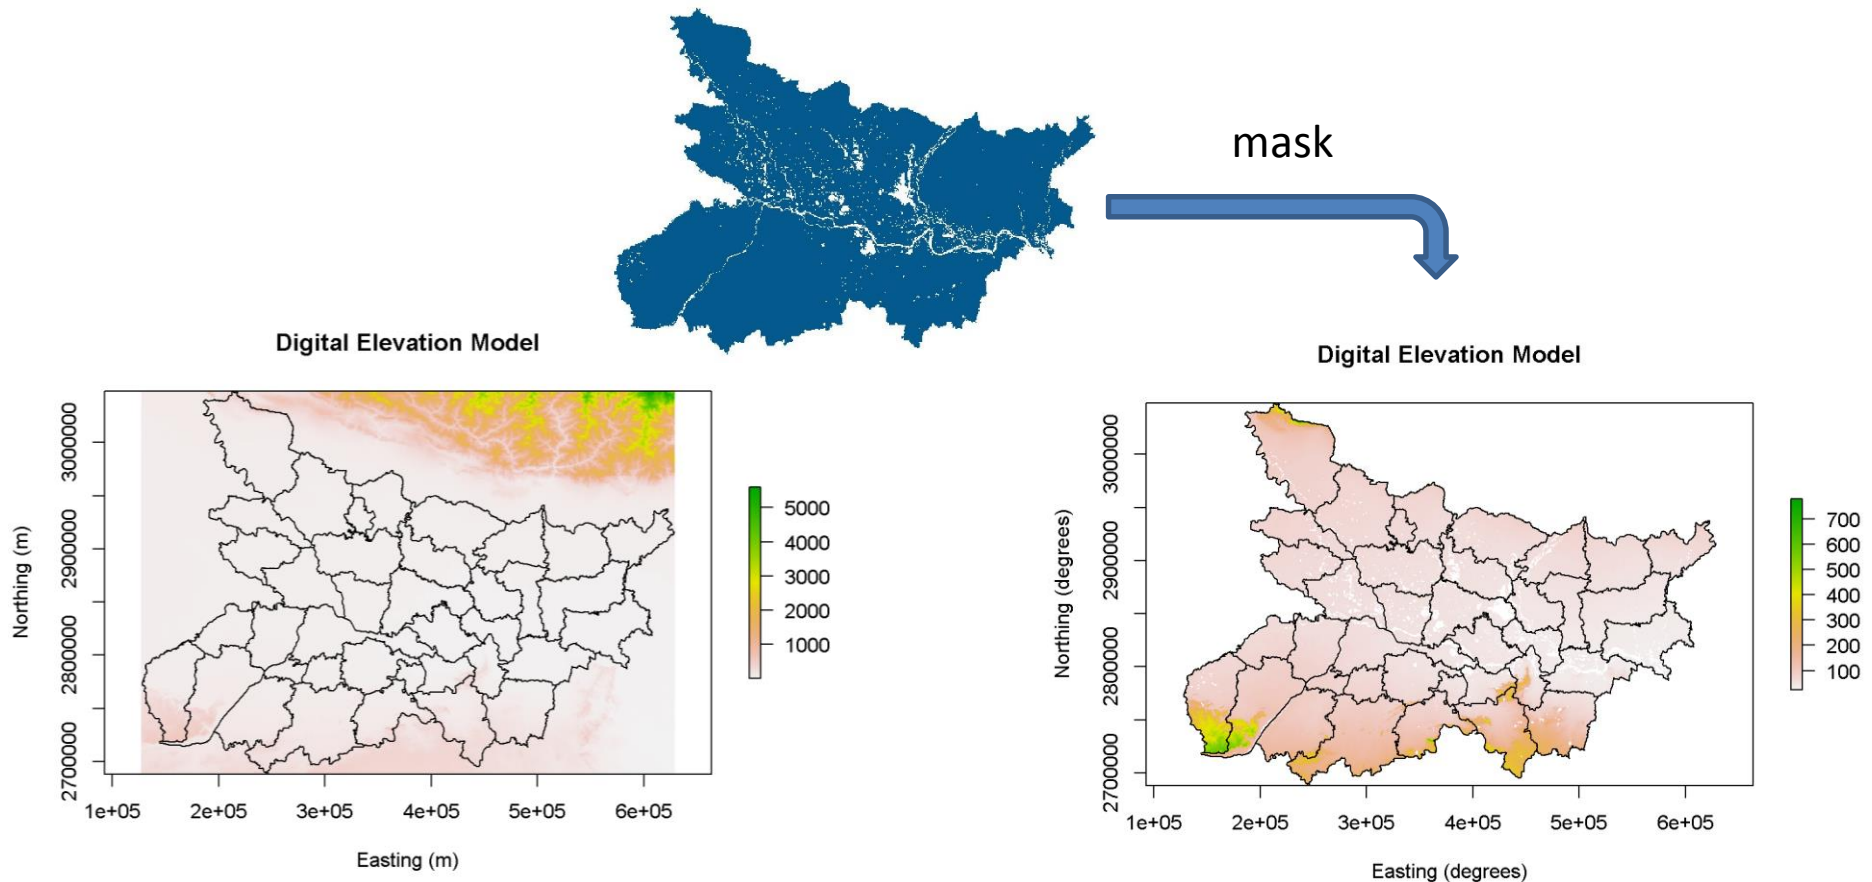 mask
Digital Elevation Model
Northing (m)
3000000
2900000
2800000
2700000
1e+05 2e+05 3e+05 4e+05 5e+05 6e+05
Easting (m)
5000
4000
3000
2000
1000
Digital Elevation Model
Northing (degrees)
3000000
2900000
2800000
2700000
1e+05 2e+05 3e+05 4e+05 5e+05 6e+05
Easting (degrees)
700
600
500
400
300
200
100